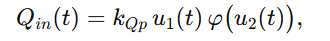 Q_{in}(t) = k_{Qp} u_1(t) φ(u_2(t)),